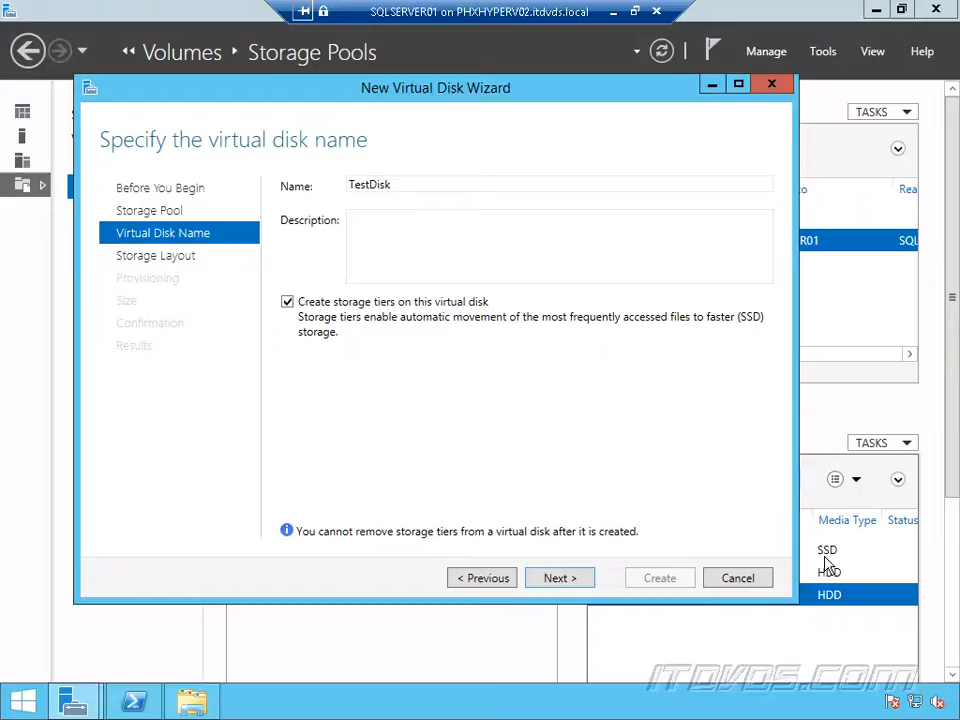 SQLSERVER01 on PHXHYPERV02.itdvds.local
Volumes
Storage Pools
Manage
Tools
View
Help
New Virtual Disk Wizard
TASKS
Specify the virtual disk name
Before You Begin
Storage Pool
Virtual Disk Name
Storage Layout
Provisioning
Size
Confirmation
Results
Name:
TestDisk
Description:
Create storage tiers on this virtual disk
Storage tiers enable automatic movement of the most frequently accessed files to faster (SSD)
storage.
You cannot remove storage tiers from a virtual disk after it is created.
< Previous
Next >
Create
Cancel
TASKS
Media Type
Status
SSD
HDD
HDD
ITDVDS.COM